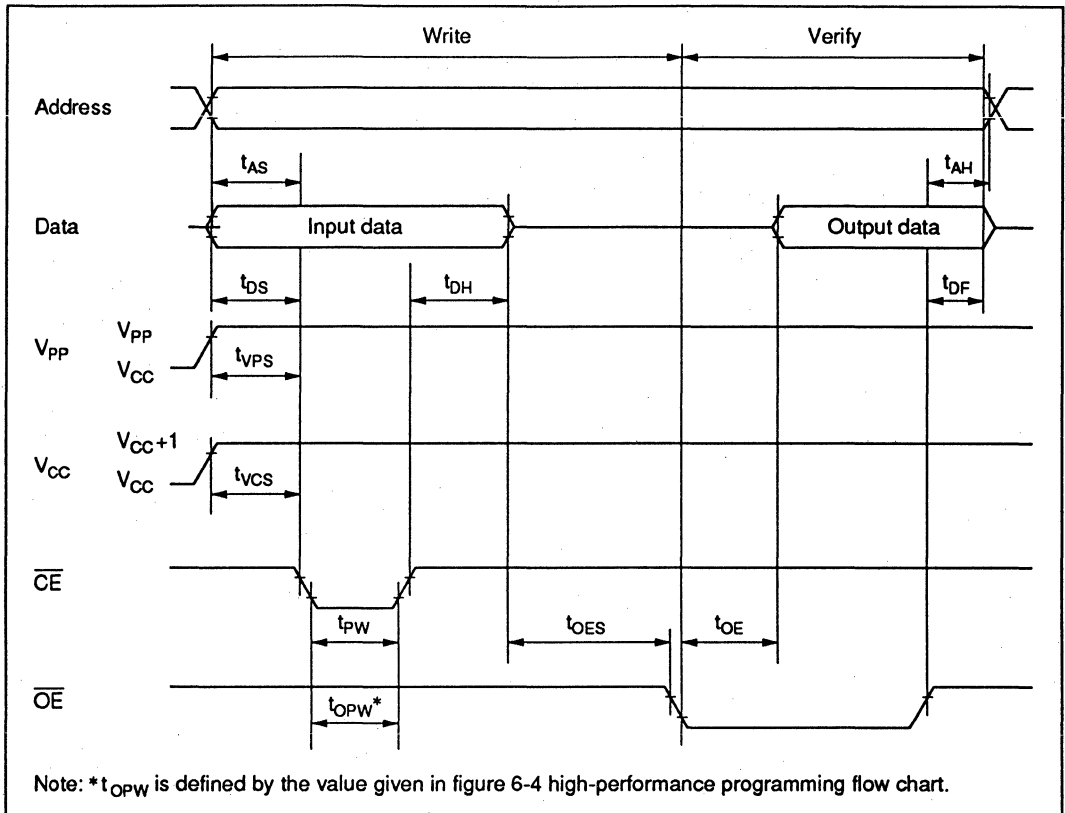 Write Verify
Address
tAS tAH
Data Input data Output data
tDS tDH tDF
VPP VPP
VCC
tVPS
VCC VCC+1
VCC
tVCS
CE
tPW tOES tOE
OE
tOPW*
Note: *tOPW is defined by the value given in figure 6-4 high-performance programming flow chart.